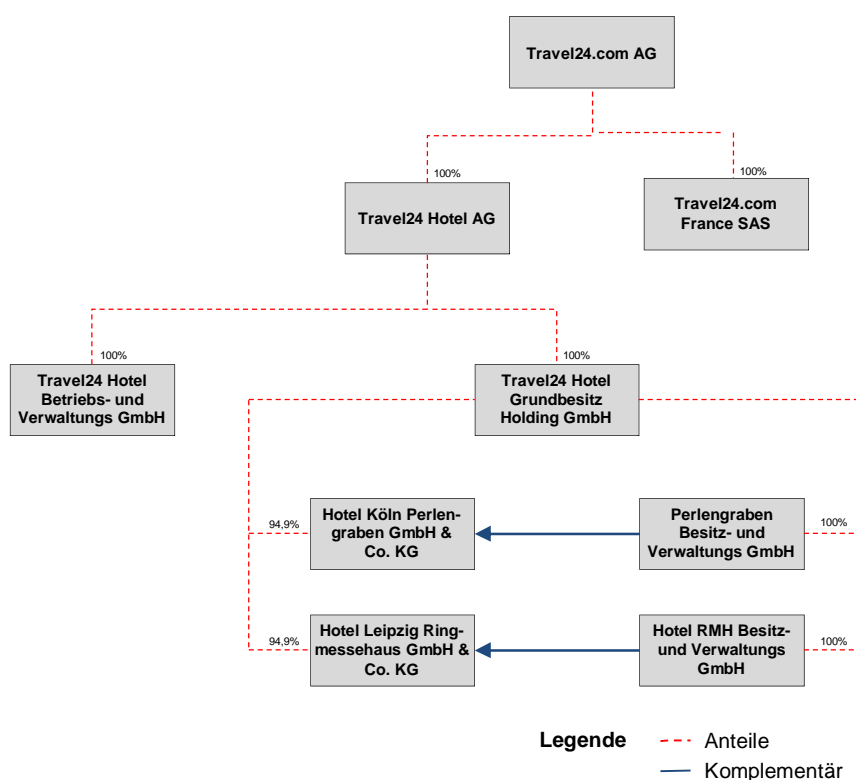 Travel24.com AG
100%
100%
Travel24 Hotel AG
Travel24.com
France SAS
100%
100%
Travel24 Hotel
Betriebs- und
Verwaltungs GmbH
Travel24 Hotel
Grundbesitz
Holding GmbH
94,9%
Hotel Köln Perlen-
graben GmbH &
Co. KG
Perlengraben
Besitz- und
Verwaltungs GmbH
100%
94,9%
Hotel Leipzig Ring-
messehaus GmbH &
Co. KG
Hotel RMH Besitz-
und Verwaltungs
GmbH
100%
Legende
Anteile
Komplementär